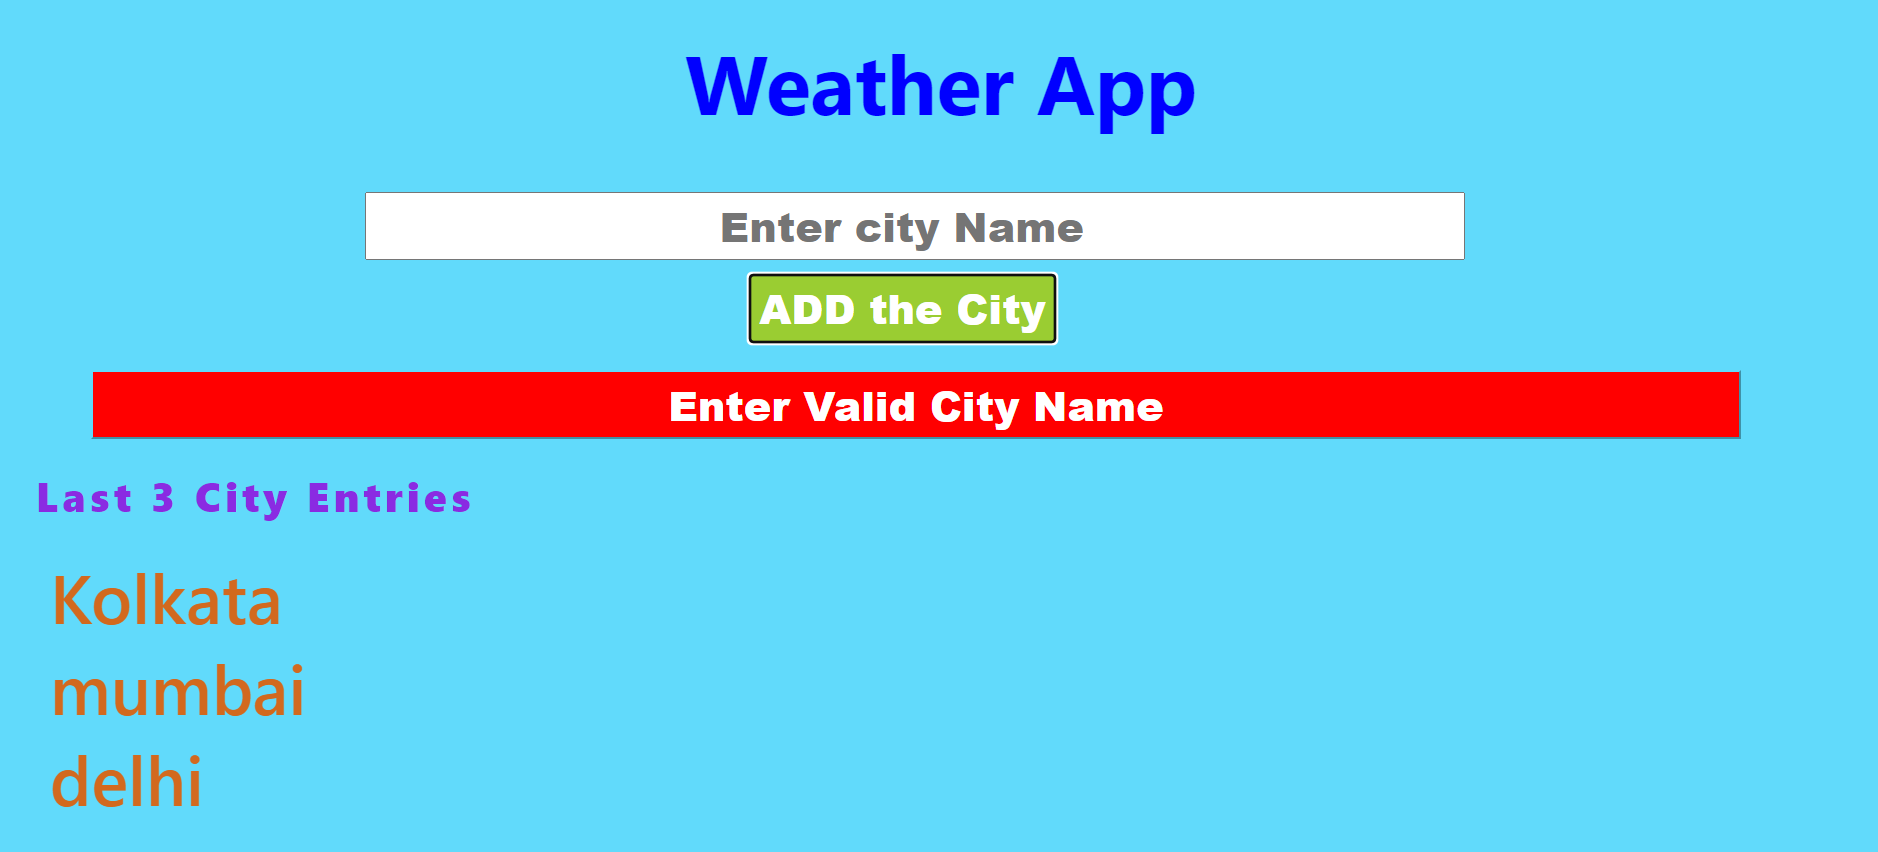 Weather App
Enter city Name
ADD the City
Enter Valid City Name
Last 3 City Entries
Kolkata
mumbai
delhi